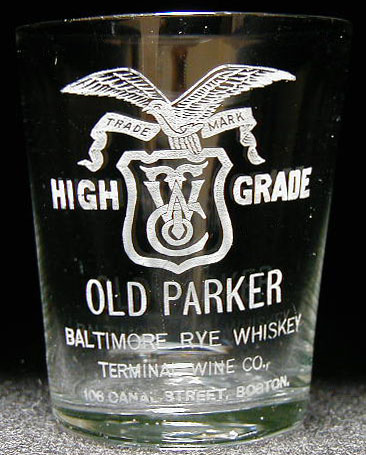 TRADE MARK
HIGH GRADE
OLD PARKER
BALTIMORE RYE WHISKEY
TERMINAL WINE CO.,
106 CANAL STREET, BOSTON.